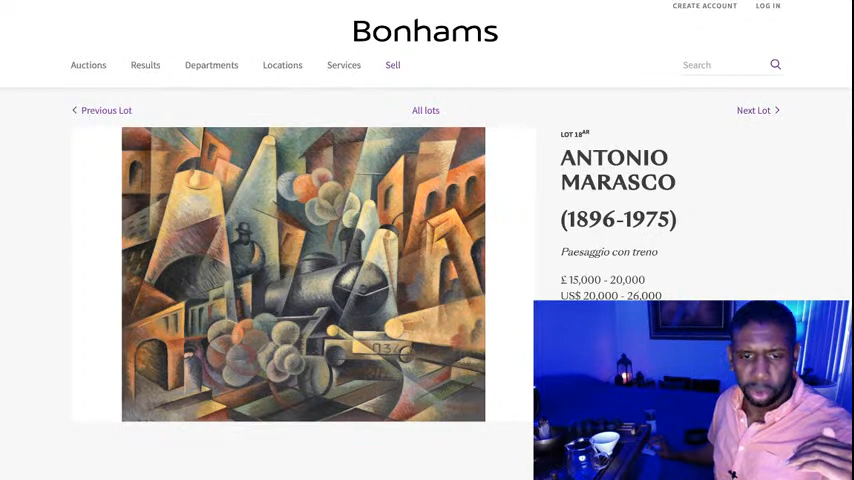 CREATE ACCOUNT LOG IN
Bonhams
Auctions Results Departments Locations Services Sell Search
Previous Lot All lots Next Lot
LOT 18AR
ANTONIO
MARASCO
(1896-1975)
Paesaggio con treno
£ 15,000 - 20,000
US$ 20,000 - 26,000